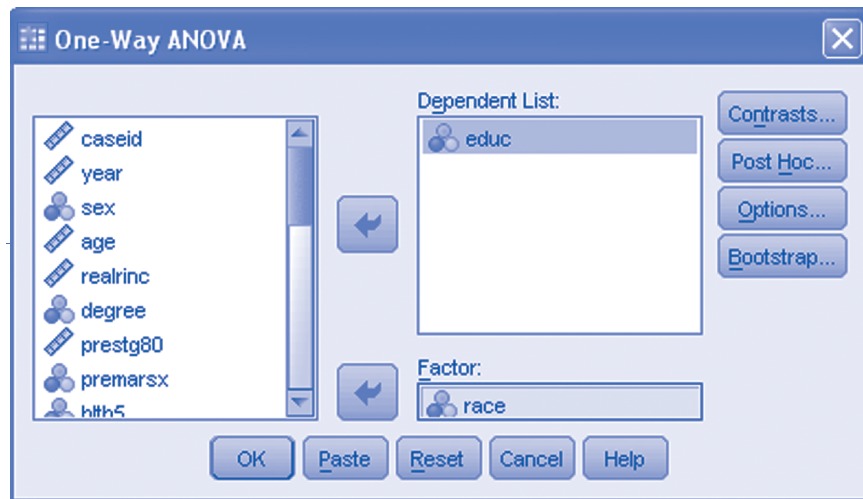 One-Way ANOVA
caseid
year
sex
age
realrinc
degree
prestg80
premarsx
hlth5
Dependent List:
educ
Factor:
race
Contrasts...
Post Hoc...
Options...
Bootstrap...
OK
Paste
Reset
Cancel
Help